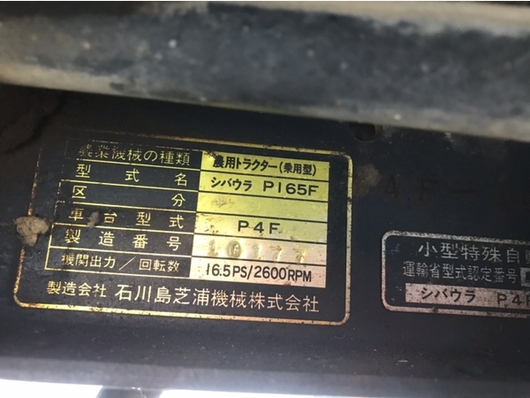 農業機械の種類 農用トラクター(乗用型)
型式名 シバウラ P165F
区分
車台型式 P4F
製造番号
機関出力/回転数 16.5PS/2600RPM
製造会社 石川島芝浦機械株式会社
小型特殊自
運輸省型式認定番号
シバウラ P4